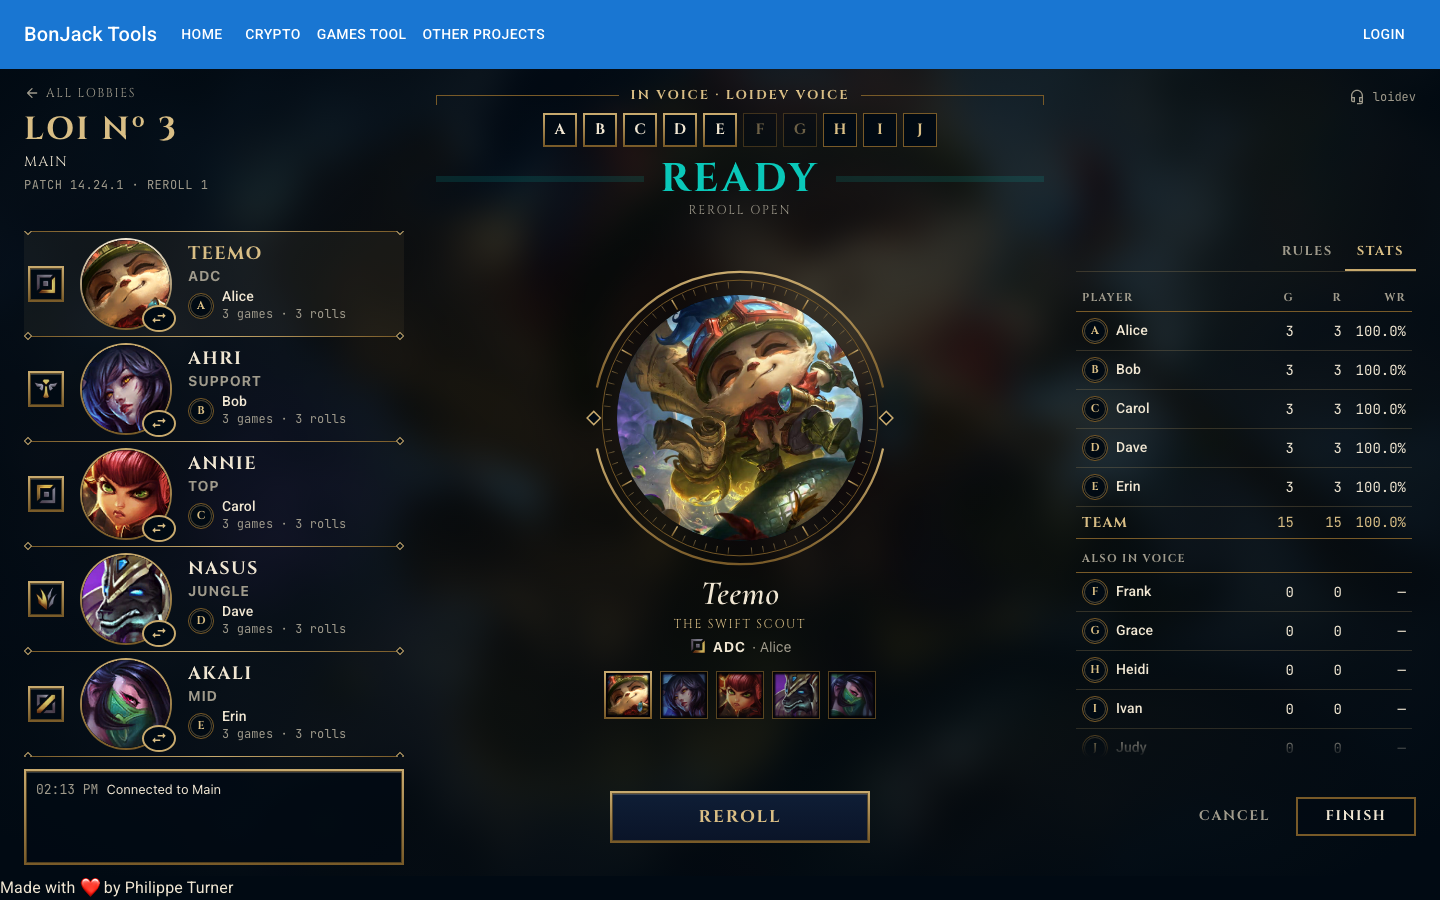 BonJack Tools HOME CRYPTO GAMES TOOL OTHER PROJECTS LOGIN
ALL LOBBIES
LOI Nº 3
MAIN
PATCH 14.24.1 · REROLL 1
IN VOICE · LOIDEV VOICE
A B C D E F G H I J
READY
REROLL OPEN
loidev
TEEMO
ADC
A Alice
3 games · 3 rolls
AHRI
SUPPORT
B Bob
3 games · 3 rolls
ANNIE
TOP
C Carol
3 games · 3 rolls
NASUS
JUNGLE
D Dave
3 games · 3 rolls
AKALI
MID
E Erin
3 games · 3 rolls
02:13 PM Connected to Main
Teemo
THE SWIFT SCOUT
ADC · Alice
REROLL
RULES STATS
PLAYER G R WR
A Alice 3 3 100.0%
B Bob 3 3 100.0%
C Carol 3 3 100.0%
D Dave 3 3 100.0%
E Erin 3 3 100.0%
TEAM 15 15 100.0%
ALSO IN VOICE
F Frank 0 0 —
G Grace 0 0 —
H Heidi 0 0 —
I Ivan 0 0 —
J Judy 0 0 —
CANCEL FINISH
Made with ❤️ by Philippe Turner